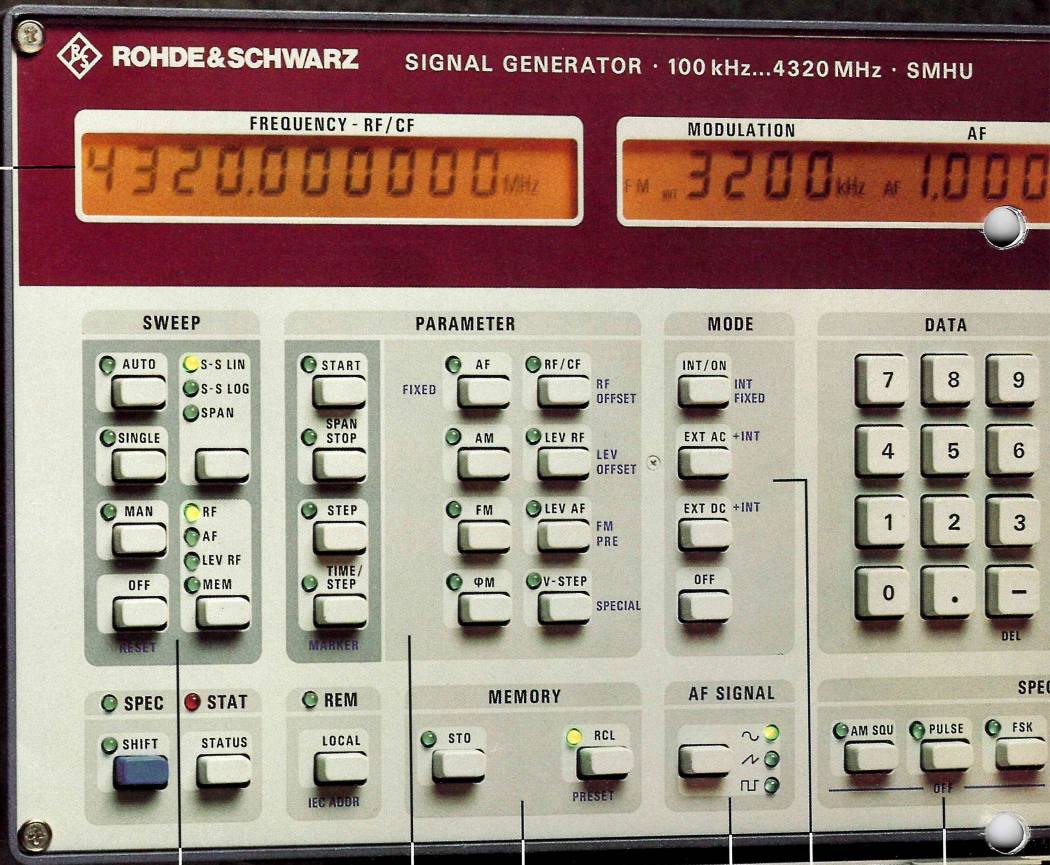 RS ROHDE&SCHWARZ SIGNAL GENERATOR · 100 kHz...4320 MHz · SMHU
FREQUENCY - RF/CF
4320.000000 MHz
MODULATION AF
FM INT 3200 kHz AF 1.000
SWEEP
AUTO
S-S LIN
S-S LOG
SPAN
SINGLE
MAN
RF
AF
LEV RF
MEM
OFF
RESET
PARAMETER
START
SPAN
STOP
STEP
TIME/
STEP
MARKER
FIXED
AF
RF/CF
RF
OFFSET
AM
LEV RF
LEV
OFFSET
FM
LEV AF
FM
PRE
ΦM
V-STEP
SPECIAL
MODE
INT/ON
INT
FIXED
EXT AC +INT
EXT DC +INT
OFF
DATA
7 8 9
4 5 6
1 2 3
0 . −
DEL
SPEC
STAT
SHIFT
STATUS
REM
LOCAL
IEC ADDR
MEMORY
STO
RCL
PRESET
AF SIGNAL
SPEC
AM SQU
PULSE
FSK
OFF